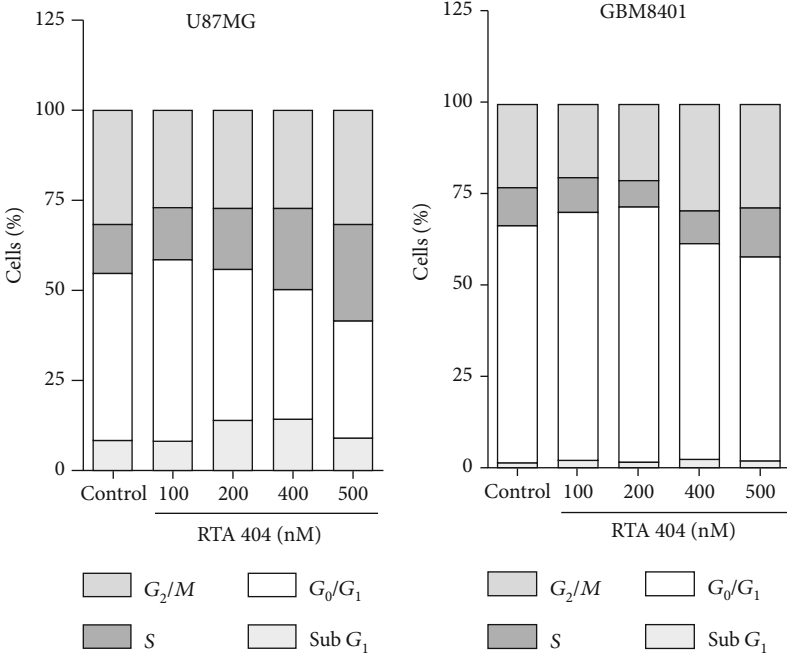 U87MG
Cells (%)
125
100
75
50
25
0
Control 100 200 400 500
RTA 404 (nM)
G₂/M G₀/G₁
S Sub G₁
GBM8401
Cells (%)
125
100
75
50
25
0
Control 100 200 400 500
RTA 404 (nM)
G₂/M G₀/G₁
S Sub G₁